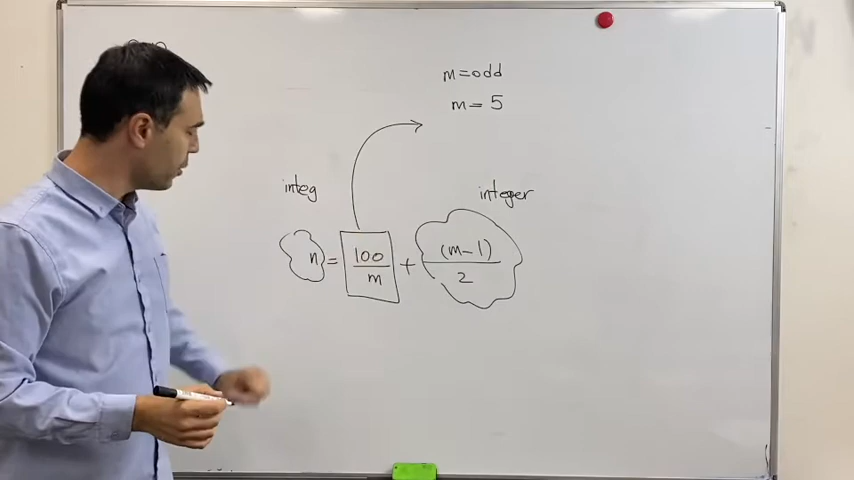 m=odd
m=5
integ
integer
n = 100/m + (m-1)/2